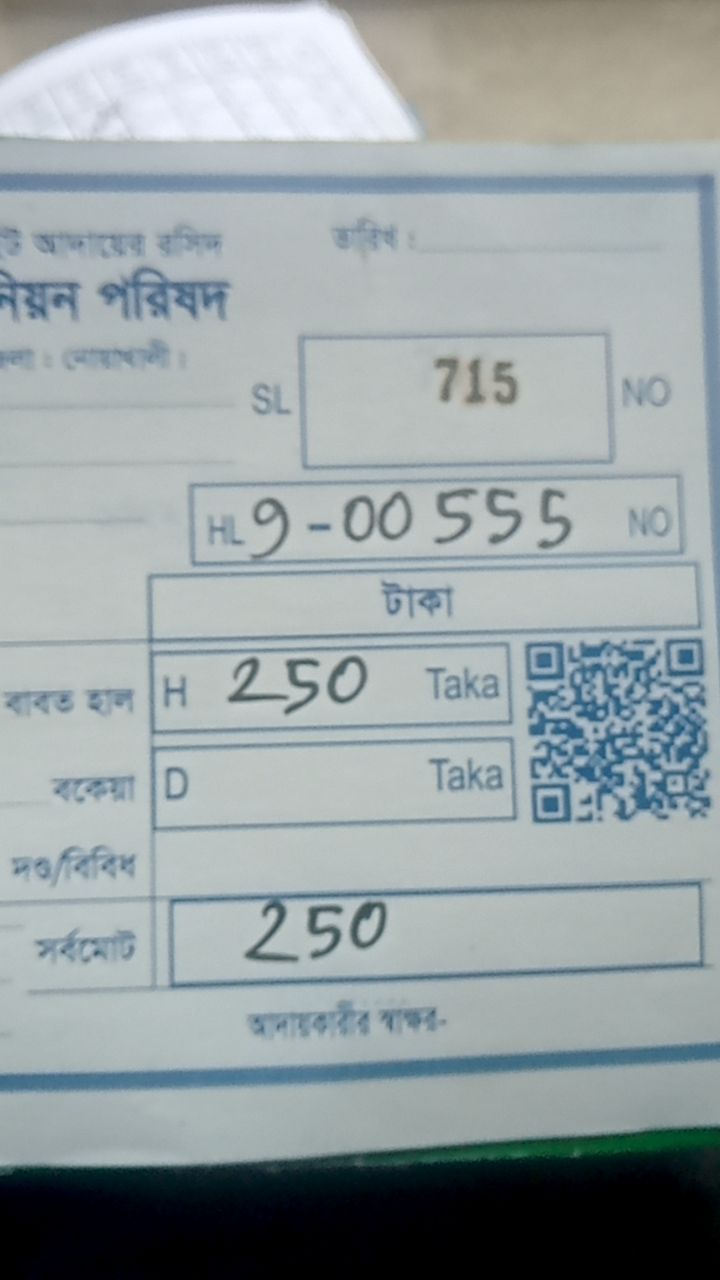 আদায়ের রসিদ তারিখ :
নিয়ন পরিষদ
: নোয়াখালী ।
SL 715 NO
HL 9-00555 NO
টাকা
বাবত হাল H 250 Taka
বকেয়া D Taka
দণ্ড/বিবিধ
সর্বমোট 250
আদায়কারীর স্বাক্ষর-